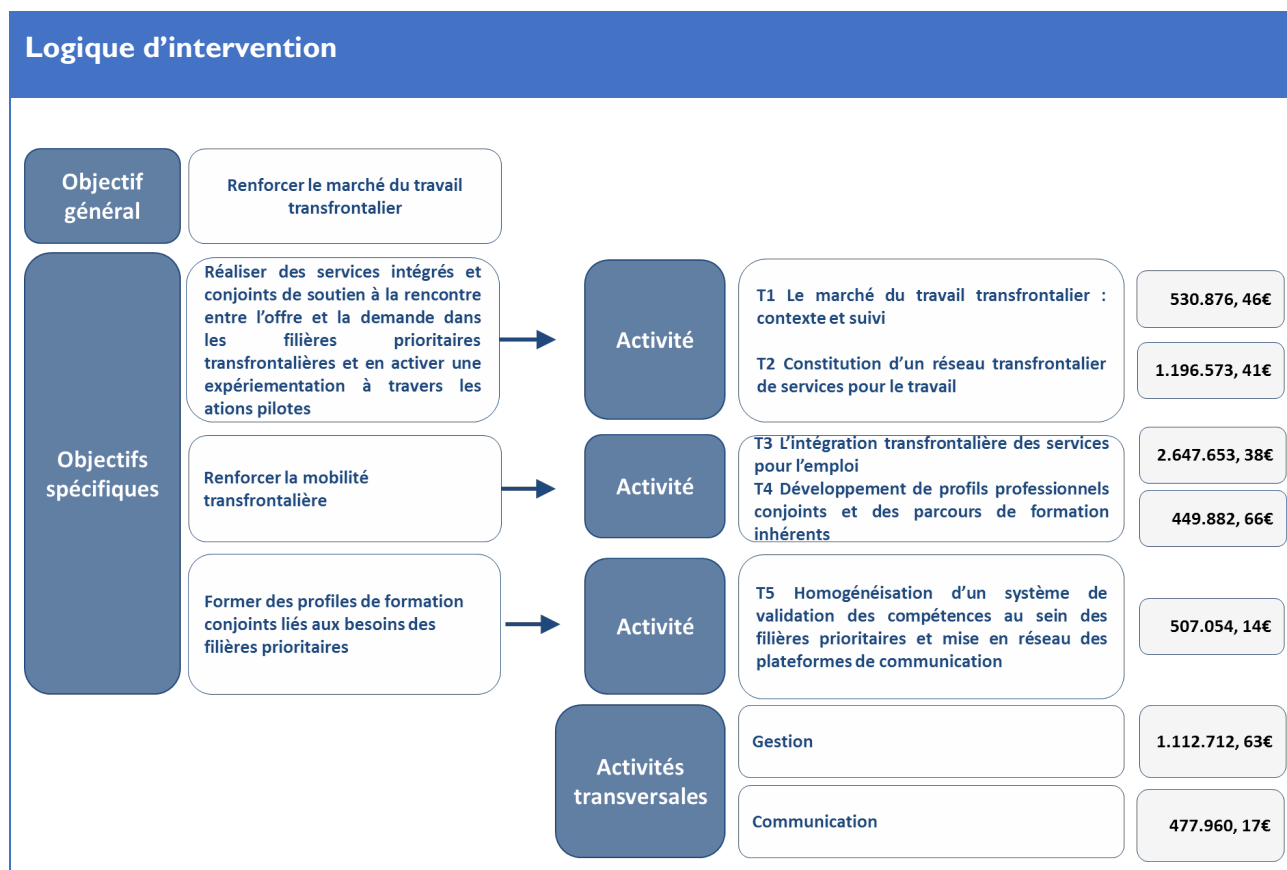 Logique d'intervention
Objectif
général
Renforcer le marché du travail
transfrontalier
Objectifs
spécifiques
Réaliser des services intégrés et
conjoints de soutien à la rencontre
entre l'offre et la demande dans
les filières prioritaires
transfrontalières et en activer une
expériementation à travers les
ations pilotes
Activité
T1 Le marché du travail transfrontalier :
contexte et suivi
530.876, 46€
T2 Constitution d'un réseau transfrontalier
de services pour le travail
1.196.573, 41€
Renforcer la mobilité
transfrontalière
Activité
T3 L'intégration transfrontalière des services
pour l'emploi
2.647.653, 38€
T4 Développement de profils professionnels
conjoints et des parcours de formation
inhérents
449.882, 66€
Former des profiles de formation
conjoints liés aux besoins des
filières prioritaires
Activité
T5 Homogénéisation d'un système de
validation des compétences au sein des
filières prioritaires et mise en réseau des
plateformes de communication
507.054, 14€
Activités
transversales
Gestion
1.112.712, 63€
Communication
477.960, 17€